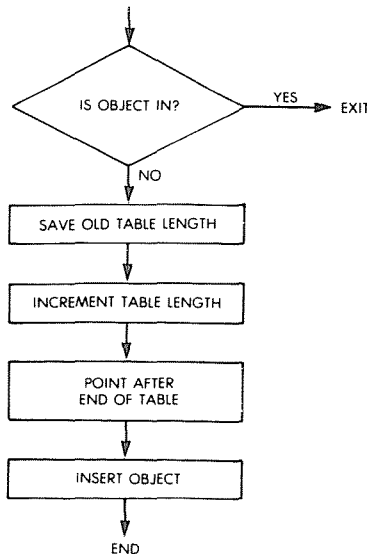 IS OBJECT IN?
YES
EXIT
NO
SAVE OLD TABLE LENGTH
INCREMENT TABLE LENGTH
POINT AFTER
END OF TABLE
INSERT OBJECT
END